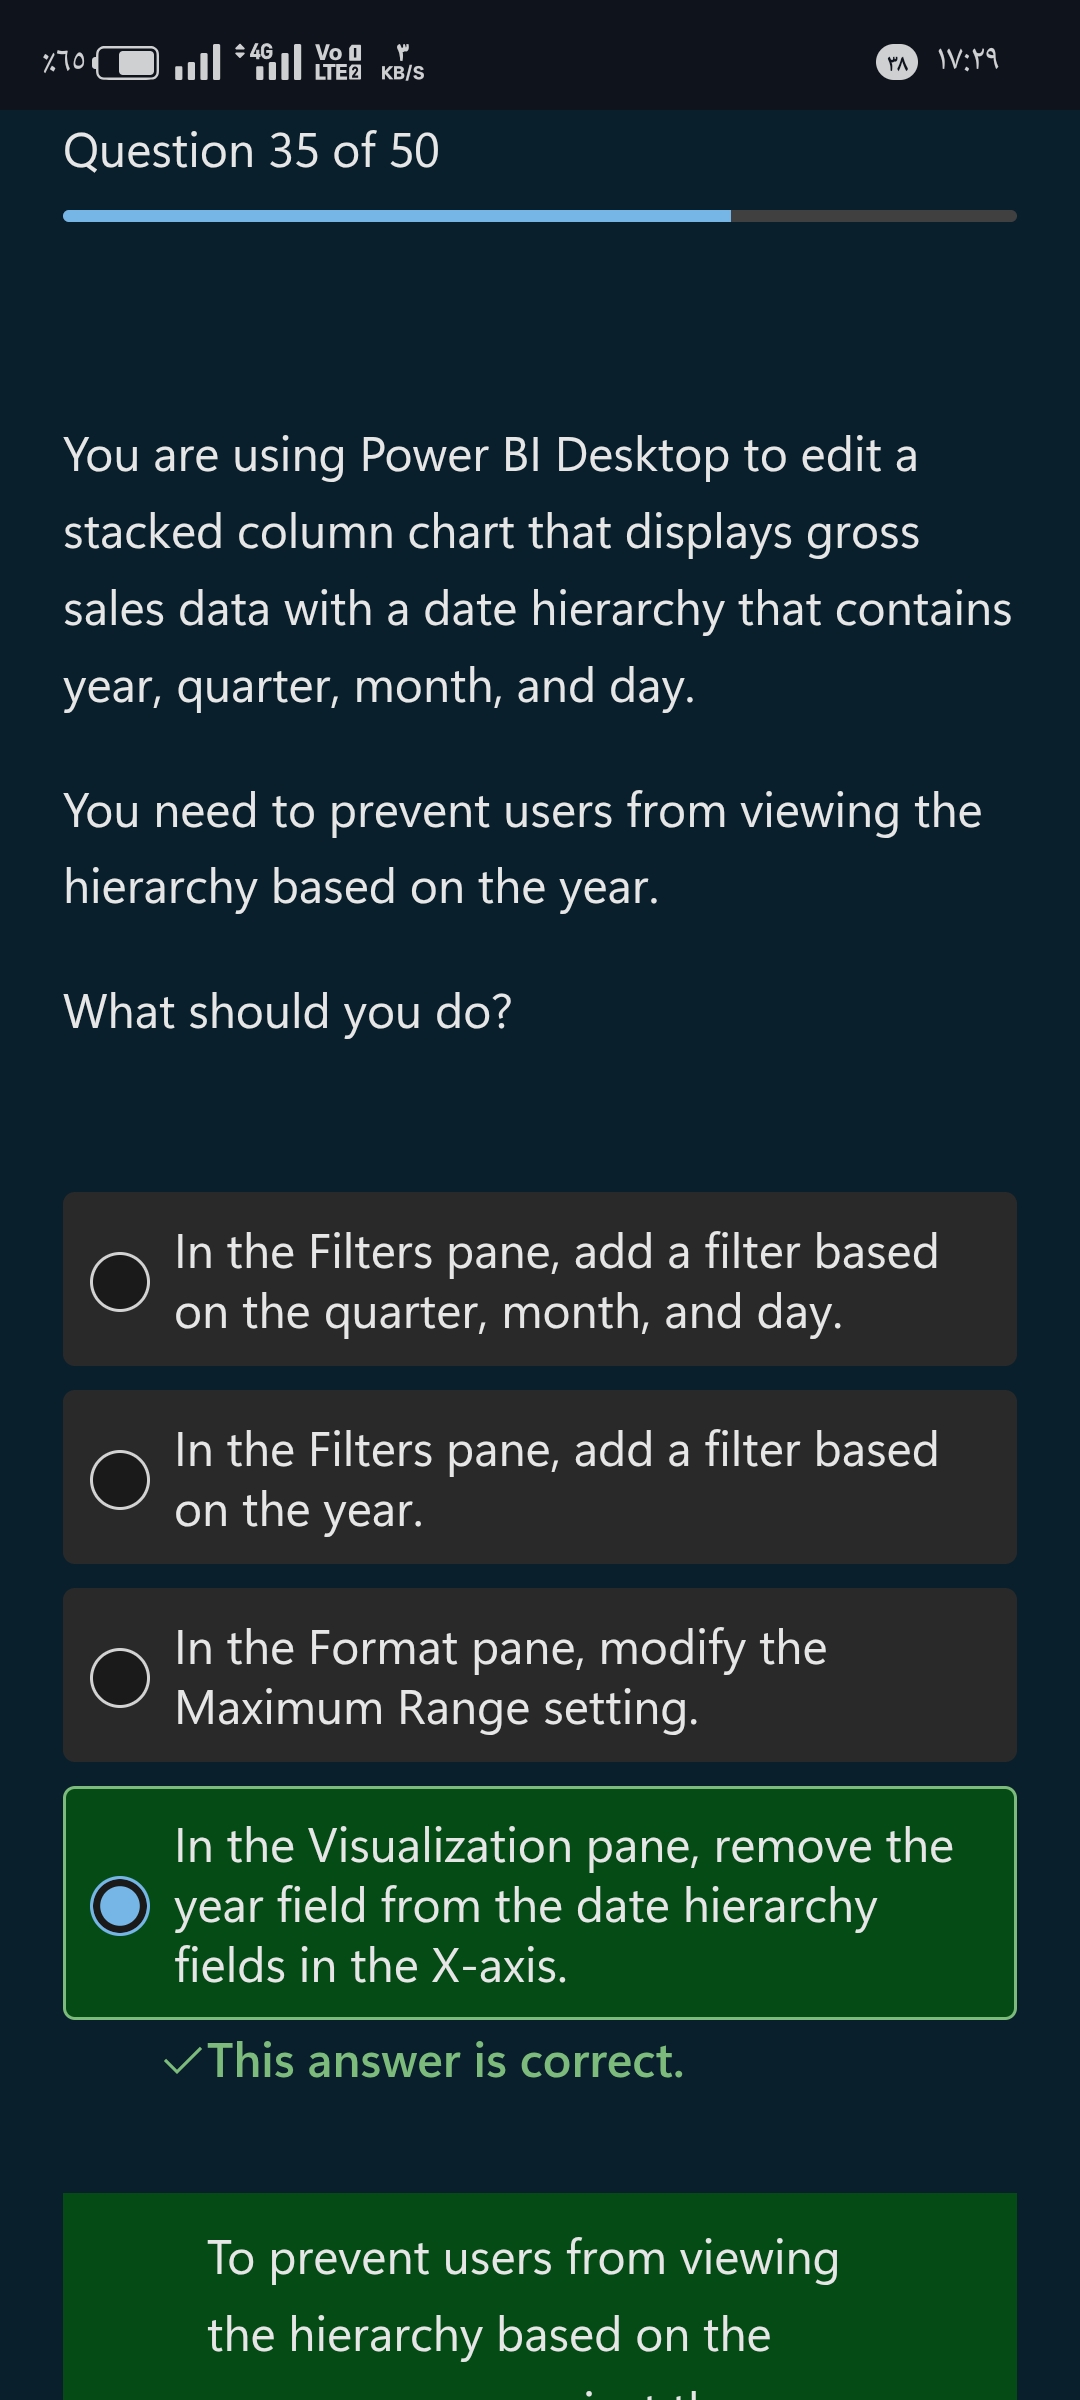 ٪٦٥ 4G Vo 1 LTE 2 ٣ KB/S ٣٨ ١٧:٢٩
Question 35 of 50
You are using Power BI Desktop to edit a
stacked column chart that displays gross
sales data with a date hierarchy that contains
year, quarter, month, and day.
You need to prevent users from viewing the
hierarchy based on the year.
What should you do?
In the Filters pane, add a filter based
on the quarter, month, and day.
In the Filters pane, add a filter based
on the year.
In the Format pane, modify the
Maximum Range setting.
In the Visualization pane, remove the
year field from the date hierarchy
fields in the X-axis.
This answer is correct.
To prevent users from viewing
the hierarchy based on the